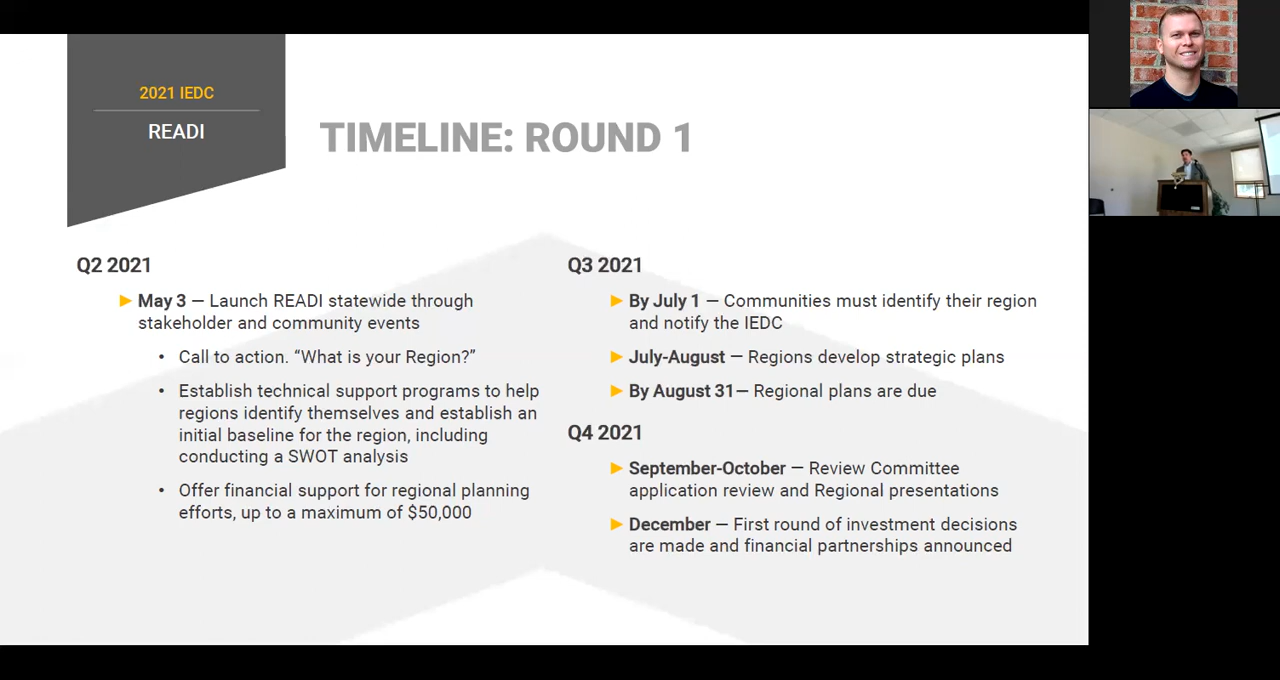 2021 IEDC
READI
TIMELINE: ROUND 1
Q2 2021
May 3 — Launch READI statewide through
stakeholder and community events
• Call to action. “What is your Region?”
• Establish technical support programs to help
regions identify themselves and establish an
initial baseline for the region, including
conducting a SWOT analysis
• Offer financial support for regional planning
efforts, up to a maximum of $50,000
Q3 2021
By July 1 — Communities must identify their region
and notify the IEDC
July-August — Regions develop strategic plans
By August 31— Regional plans are due
Q4 2021
September-October — Review Committee
application review and Regional presentations
December — First round of investment decisions
are made and financial partnerships announced